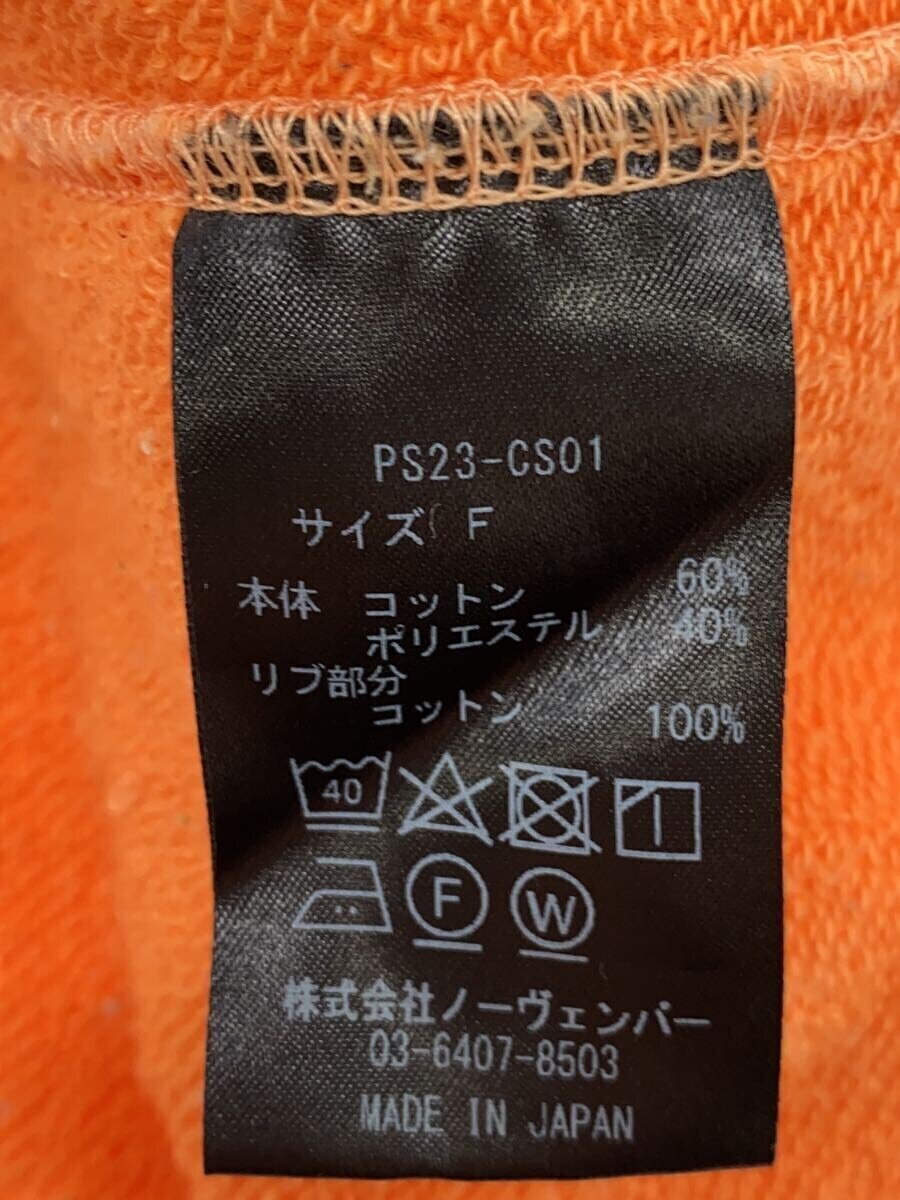 PS23-CS01
サイズ F
本体 コットン 60%
ポリエステル 40%
リブ部分
コットン 100%
40
F W
株式会社ノーヴェンバー
03-6407-8503
MADE IN JAPAN